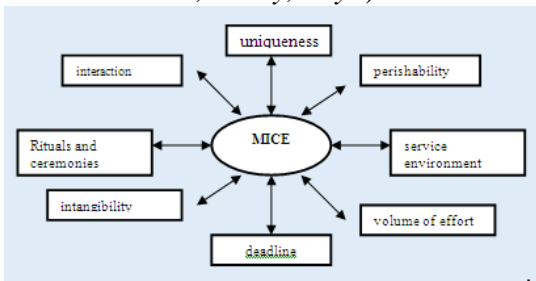 uniqueness
interaction
perishability
MICE
Rituals and
ceremonies
service
environment
intangibility
volume of effort
deadline